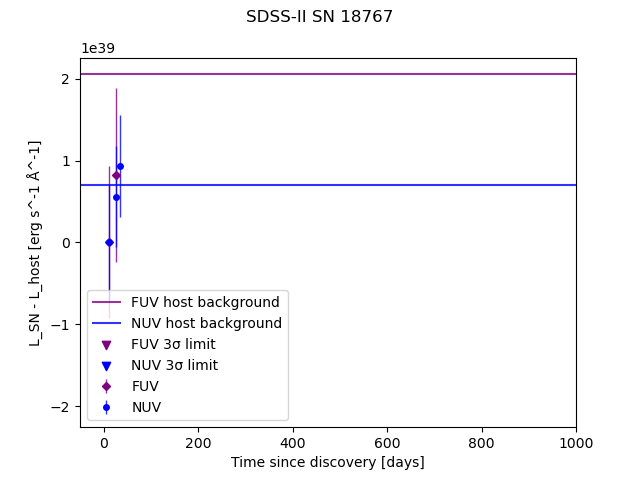 SDSS-II SN 18767
1e39
L_SN - L_host [erg s^-1 Å^-1]
2
1
0
−1
−2
FUV host background
NUV host background
FUV 3σ limit
NUV 3σ limit
FUV
NUV
0 200 400 600 800 1000
Time since discovery [days]